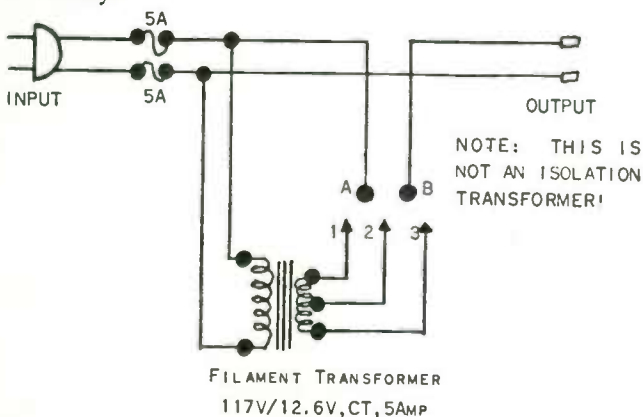 5A
5A
INPUT
OUTPUT
NOTE: THIS IS
NOT AN ISOLATION
TRANSFORMER!
A B
1 2 3
FILAMENT TRANSFORMER
117V/12.6V, CT, 5AMP